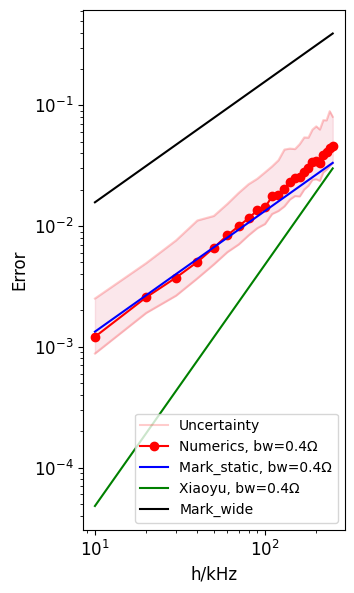 10⁻¹
10⁻²
10⁻³
10⁻⁴
Error
Uncertainty
Numerics, bw=0.4Ω
Mark_static, bw=0.4Ω
Xiaoyu, bw=0.4Ω
Mark_wide
10¹ 10²
h/kHz